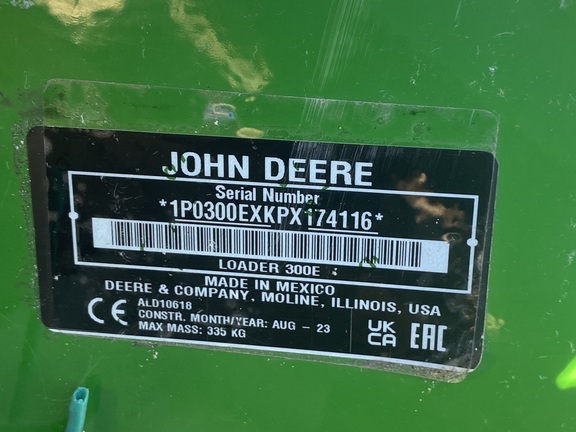 JOHN DEERE
Serial Number
*1P0300EXKPX174116*
LOADER 300E
MADE IN MEXICO
DEERE & COMPANY, MOLINE, ILLINOIS, USA
ALD10618
CONSTR. MONTH/YEAR: AUG - 23
MAX MASS: 335 KG
CE
UK
CA
EAC